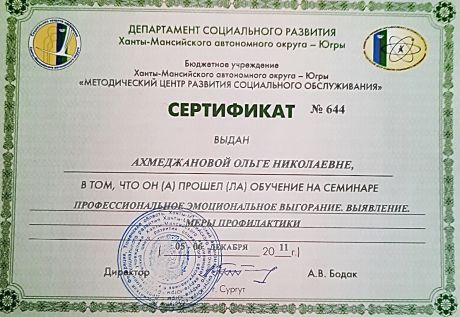 ДЕПАРТАМЕНТ СОЦИАЛЬНОГО РАЗВИТИЯ
Ханты-Мансийского автономного округа – Югры
Бюджетное учреждение
Ханты-Мансийского автономного округа – Югры
«МЕТОДИЧЕСКИЙ ЦЕНТР РАЗВИТИЯ СОЦИАЛЬНОГО ОБСЛУЖИВАНИЯ»
СЕРТИФИКАТ № 644
ВЫДАН
АХМЕДЖАНОВОЙ ОЛЬГЕ НИКОЛАЕВНЕ,
В ТОМ, ЧТО ОН (А) ПРОШЕЛ (ЛА) ОБУЧЕНИЕ НА СЕМИНАРЕ
ПРОФЕССИОНАЛЬНОЕ ЭМОЦИОНАЛЬНОЕ ВЫГОРАНИЕ. ВЫЯВЛЕНИЕ.
МЕРЫ ПРОФИЛАКТИКИ
05-06 ДЕКАБРЯ 20 11 г.
Директор А.В. Бодак
г. Сургут